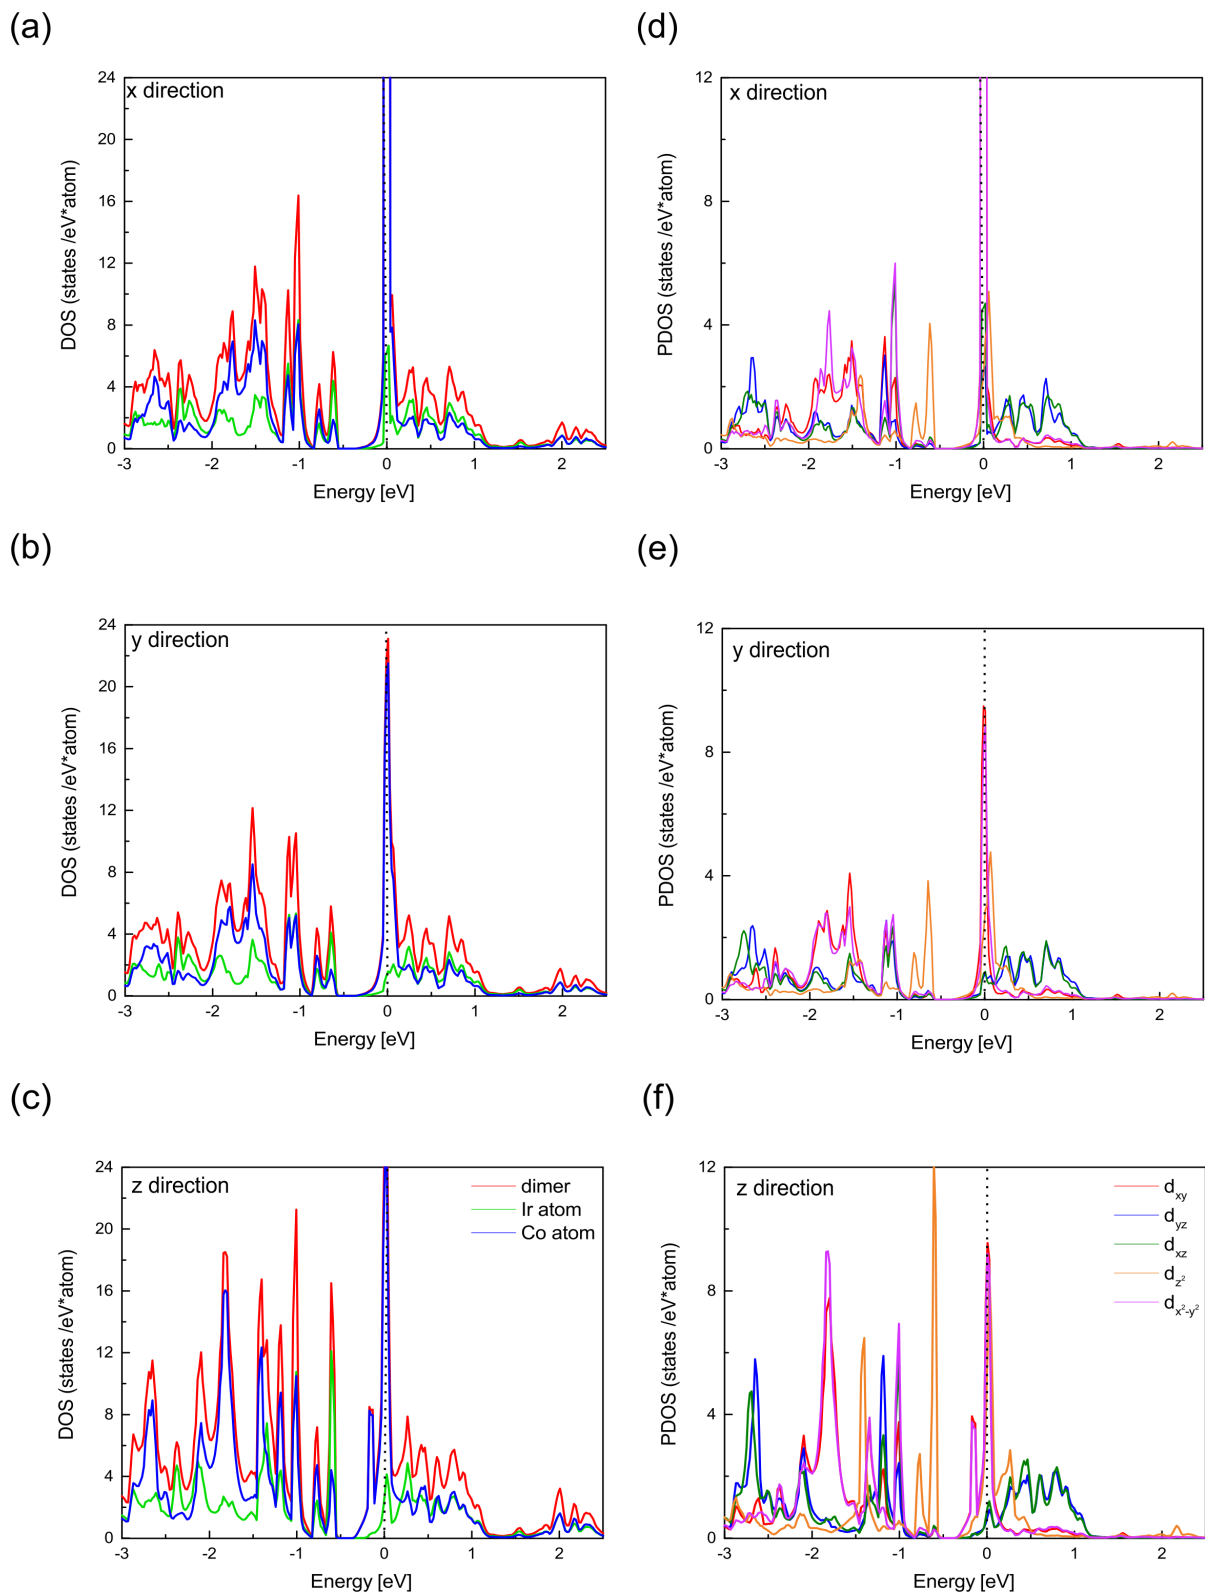 (a)
x direction
DOS (states /eV*atom)
24
20
16
12
8
4
0
-3 -2 -1 0 1 2
Energy [eV]
(d)
x direction
PDOS (states /eV*atom)
12
8
4
0
-3 -2 -1 0 1 2
Energy [eV]
(b)
y direction
DOS (states /eV*atom)
24
20
16
12
8
4
0
-3 -2 -1 0 1 2
Energy [eV]
(e)
y direction
PDOS (states /eV*atom)
12
8
4
0
-3 -2 -1 0 1 2
Energy [eV]
(c)
z direction
dimer
Ir atom
Co atom
DOS (states /eV*atom)
24
20
16
12
8
4
0
-3 -2 -1 0 1 2
Energy [eV]
(f)
z direction
d_xy
d_yz
d_xz
d_z²
d_x²-y²
PDOS (states /eV*atom)
12
8
4
0
-3 -2 -1 0 1 2
Energy [eV]